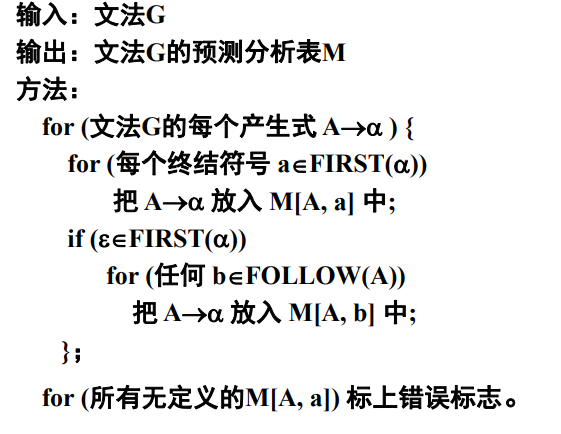 输入：文法G
输出：文法G的预测分析表M
方法：
for (文法G的每个产生式 A→α ) {
for (每个终结符号 a∈FIRST(α))
把 A→α 放入 M[A, a] 中;
if (ε∈FIRST(α))
for (任何 b∈FOLLOW(A))
把 A→α 放入 M[A, b] 中;
}；
for (所有无定义的M[A, a]) 标上错误标志。